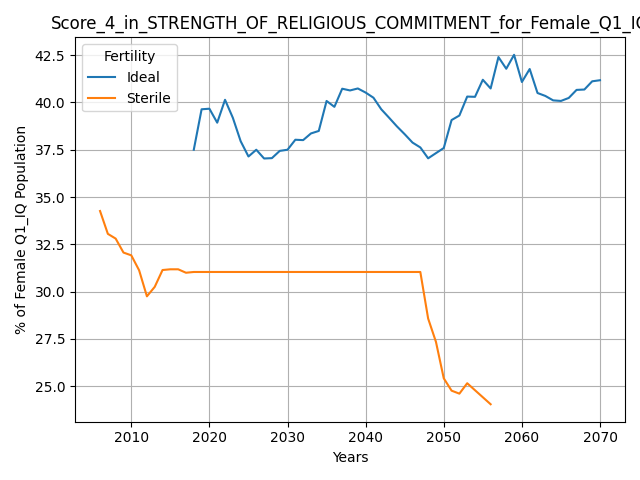 Score_4_in_STRENGTH_OF_RELIGIOUS_COMMITMENT_for_Female_Q1_IQ
Fertility
Ideal
Sterile
% of Female Q1_IQ Population
42.5
40.0
37.5
35.0
32.5
30.0
27.5
25.0
2010 2020 2030 2040 2050 2060 2070
Years